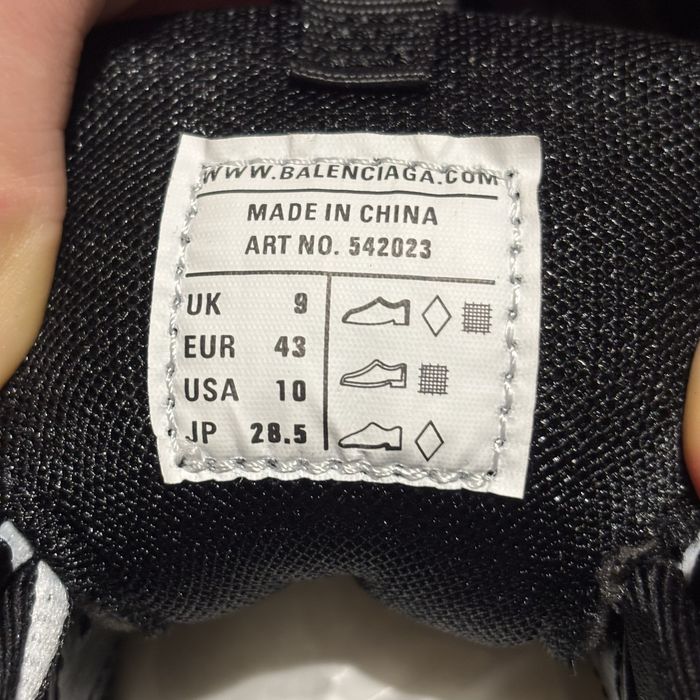 WWW.BALENCIAGA.COM
MADE IN CHINA
ART NO. 542023
UK 9
EUR 43
USA 10
JP 28.5